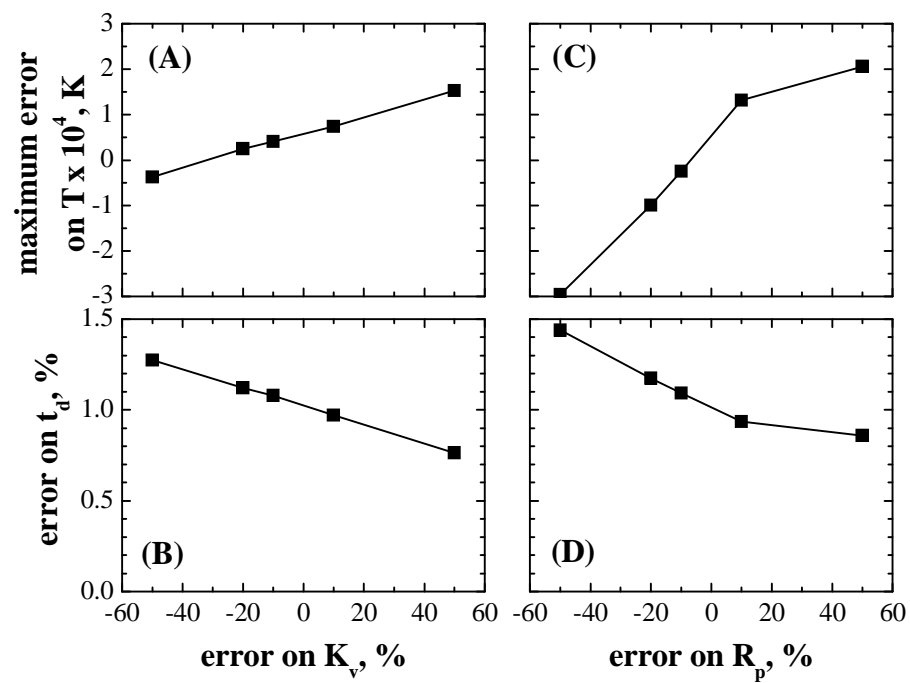 maximum error
on T x 10⁴, K
3
2
1
0
-1
-2
-3
(A)
(C)
error on t_d, %
1.5
1.0
0.5
0.0
(B)
(D)
-60 -40 -20 0 20 40 60
-60 -40 -20 0 20 40 60
error on K_v, %
error on R_p, %